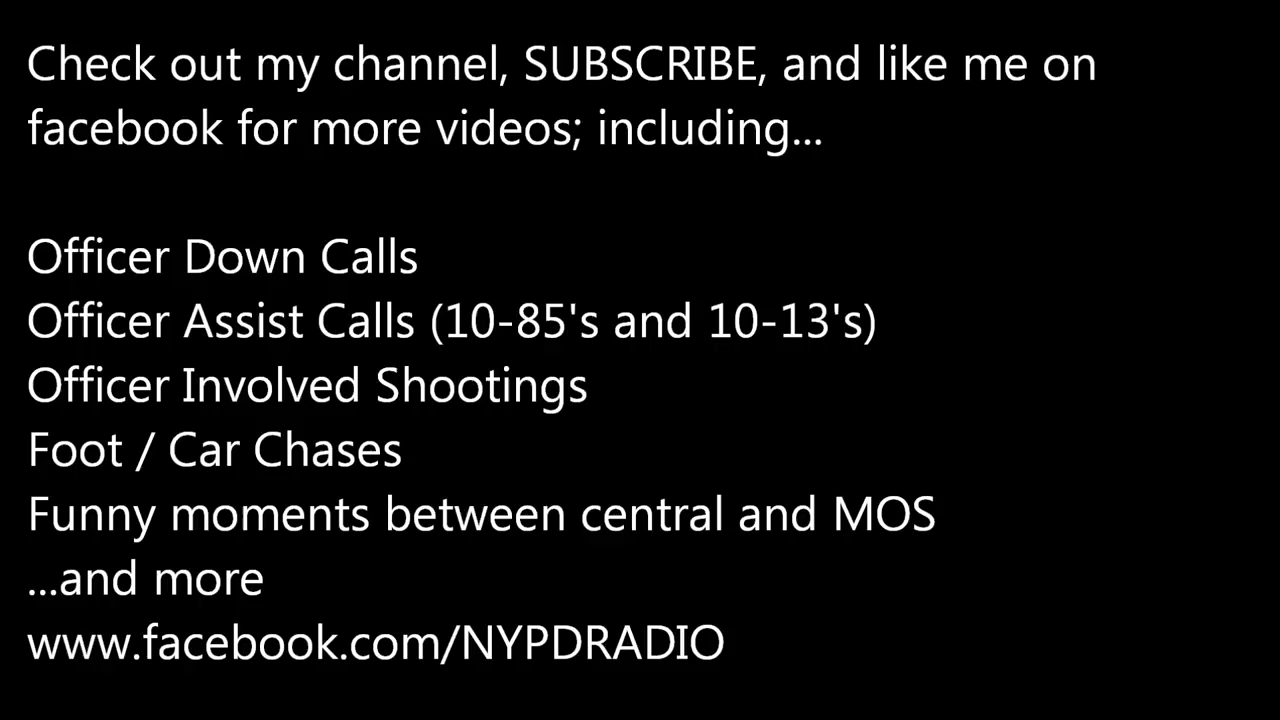 Check out my channel, SUBSCRIBE, and like me on
facebook for more videos; including...
Officer Down Calls
Officer Assist Calls (10-85's and 10-13's)
Officer Involved Shootings
Foot / Car Chases
Funny moments between central and MOS
...and more
www.facebook.com/NYPDRADIO